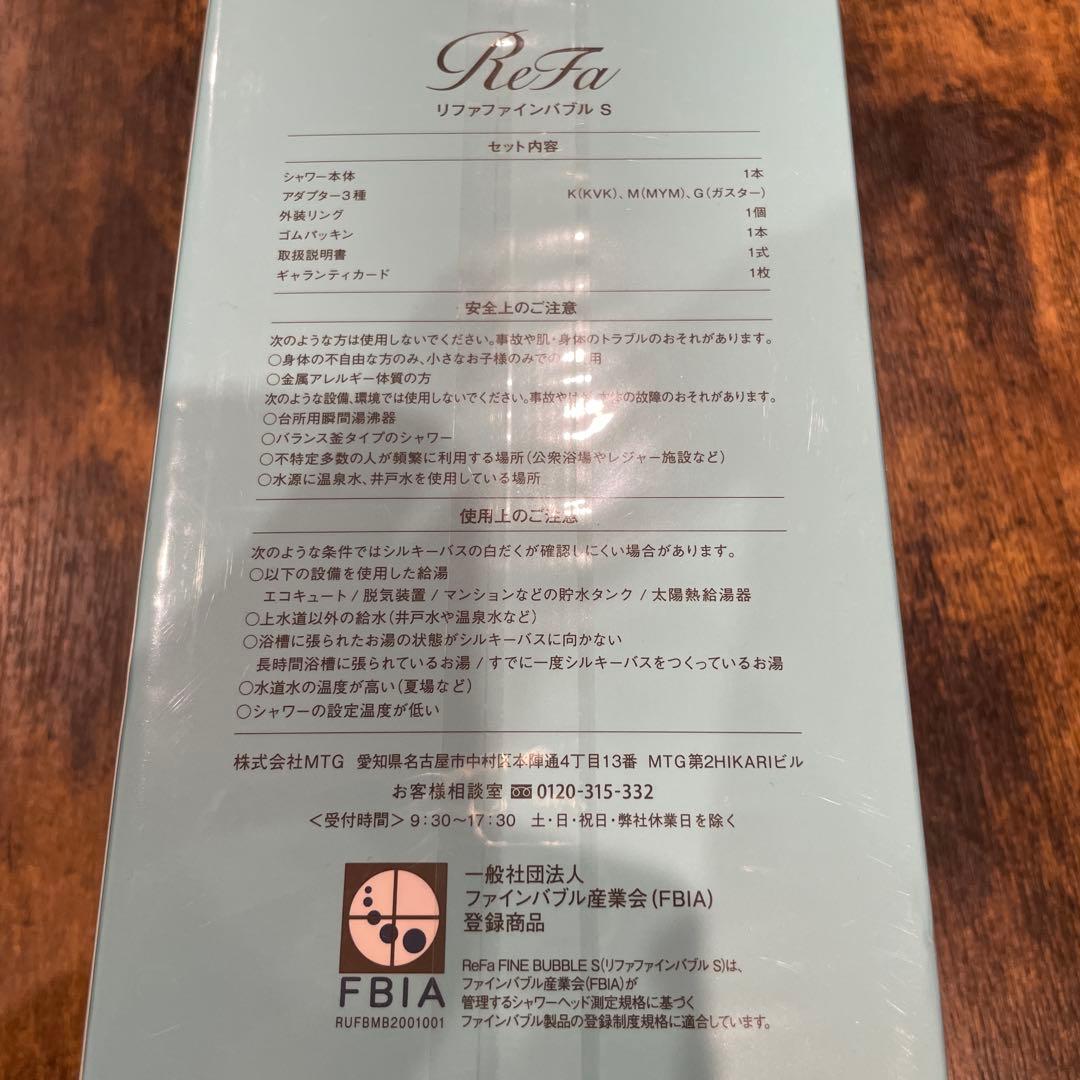 ReFa
リファファインバブル S
セット内容
シャワー本体 1本
アダプター3種 K(KVK)、M(MYM)、G(ガスター)
外装リング 1個
ゴムパッキン 1本
取扱説明書 1式
ギャランティカード 1枚
安全上のご注意
次のような方は使用しないでください。事故や肌・身体のトラブルのおそれがあります。
○身体の不自由な方のみ、小さなお子様のみでの 用
○金属アレルギー体質の方
次のような設備、環境では使用しないでください。事故やけが、 の故障のおそれがあります。
○台所用瞬間湯沸器
○バランス釜タイプのシャワー
○不特定多数の人が頻繁に利用する場所(公衆浴場やレジャー施設など)
○水源に温泉水、井戸水を使用している場所
使用上のご注意
次のような条件ではシルキーバスの白だくが確認しにくい場合があります。
○以下の設備を使用した給湯
エコキュート / 脱気装置 / マンションなどの貯水タンク / 太陽熱給湯器
○上水道以外の給水(井戸水や温泉水など)
○浴槽に張られたお湯の状態がシルキーバスに向かない
長時間浴槽に張られているお湯 / すでに一度シルキーバスをつくっているお湯
○水道水の温度が高い(夏場など)
○シャワーの設定温度が低い
株式会社MTG 愛知県名古屋市中村区本陣通4丁目13番 MTG第2HIKARIビル
お客様相談室 0120-315-332
<受付時間> 9:30～17:30 土・日・祝日・弊社休業日を除く
一般社団法人
ファインバブル産業会(FBIA)
登録商品
FBIA
RUFBMB2001001
ReFa FINE BUBBLE S(リファファインバブル S)は、
ファインバブル産業会(FBIA)が
管理するシャワーヘッド測定規格に基づく
ファインバブル製品の登録制度規格に適合しています。